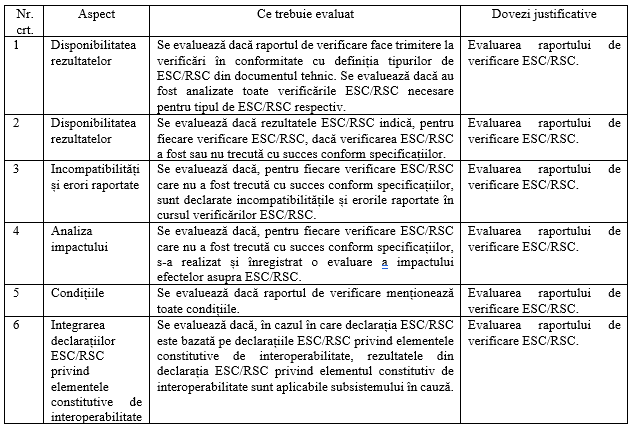 Nr. crt. Aspect Ce trebuie evaluat Dovezi justificative
1 Disponibilitatea rezultatelor
Se evaluează dacă raportul de verificare face trimitere la
verificări în conformitate cu definiția tipurilor de
ESC/RSC din documentul tehnic. Se evaluează dacă au
fost analizate toate verificările ESC/RSC necesare
pentru tipul de ESC/RSC respectiv.
Evaluarea raportului de
verificare ESC/RSC.
2 Disponibilitatea
rezultatelor
Se evaluează dacă rezultatele ESC/RSC indică, pentru
fiecare verificare ESC/RSC, dacă verificarea ESC/RSC
a fost sau nu trecută cu succes conform specificațiilor.
Evaluarea raportului de
verificare ESC/RSC.
3 Incompatibilități
și erori raportate
Se evaluează dacă, pentru fiecare verificare ESC/RSC
care nu a fost trecută cu succes conform specificațiilor,
sunt declarate incompatibilitățile și erorile raportate în
cursul verificărilor ESC/RSC.
Evaluarea raportului de
verificare ESC/RSC.
4 Analiza
impactului
Se evaluează dacă, pentru fiecare verificare ESC/RSC
care nu a fost trecută cu succes conform specificațiilor,
s-a realizat și înregistrat o evaluare a impactului
efectelor asupra ESC/RSC.
Evaluarea raportului de
verificare ESC/RSC.
5 Condițiile
Se evaluează dacă raportul de verificare menționează
toate condițiile.
Evaluarea raportului de
verificare ESC/RSC.
6 Integrarea
declarațiilor
ESC/RSC
privind
elementele
constitutive de
interoperabilitate
Se evaluează dacă, în cazul în care declarația ESC/RSC
este bazată pe declarațiile ESC/RSC privind elementele
constitutive de interoperabilitate, rezultatele din
declarația ESC/RSC privind elementul constitutiv de
interoperabilitate sunt aplicabile subsistemului în cauză.
Evaluarea raportului de
verificare ESC/RSC.